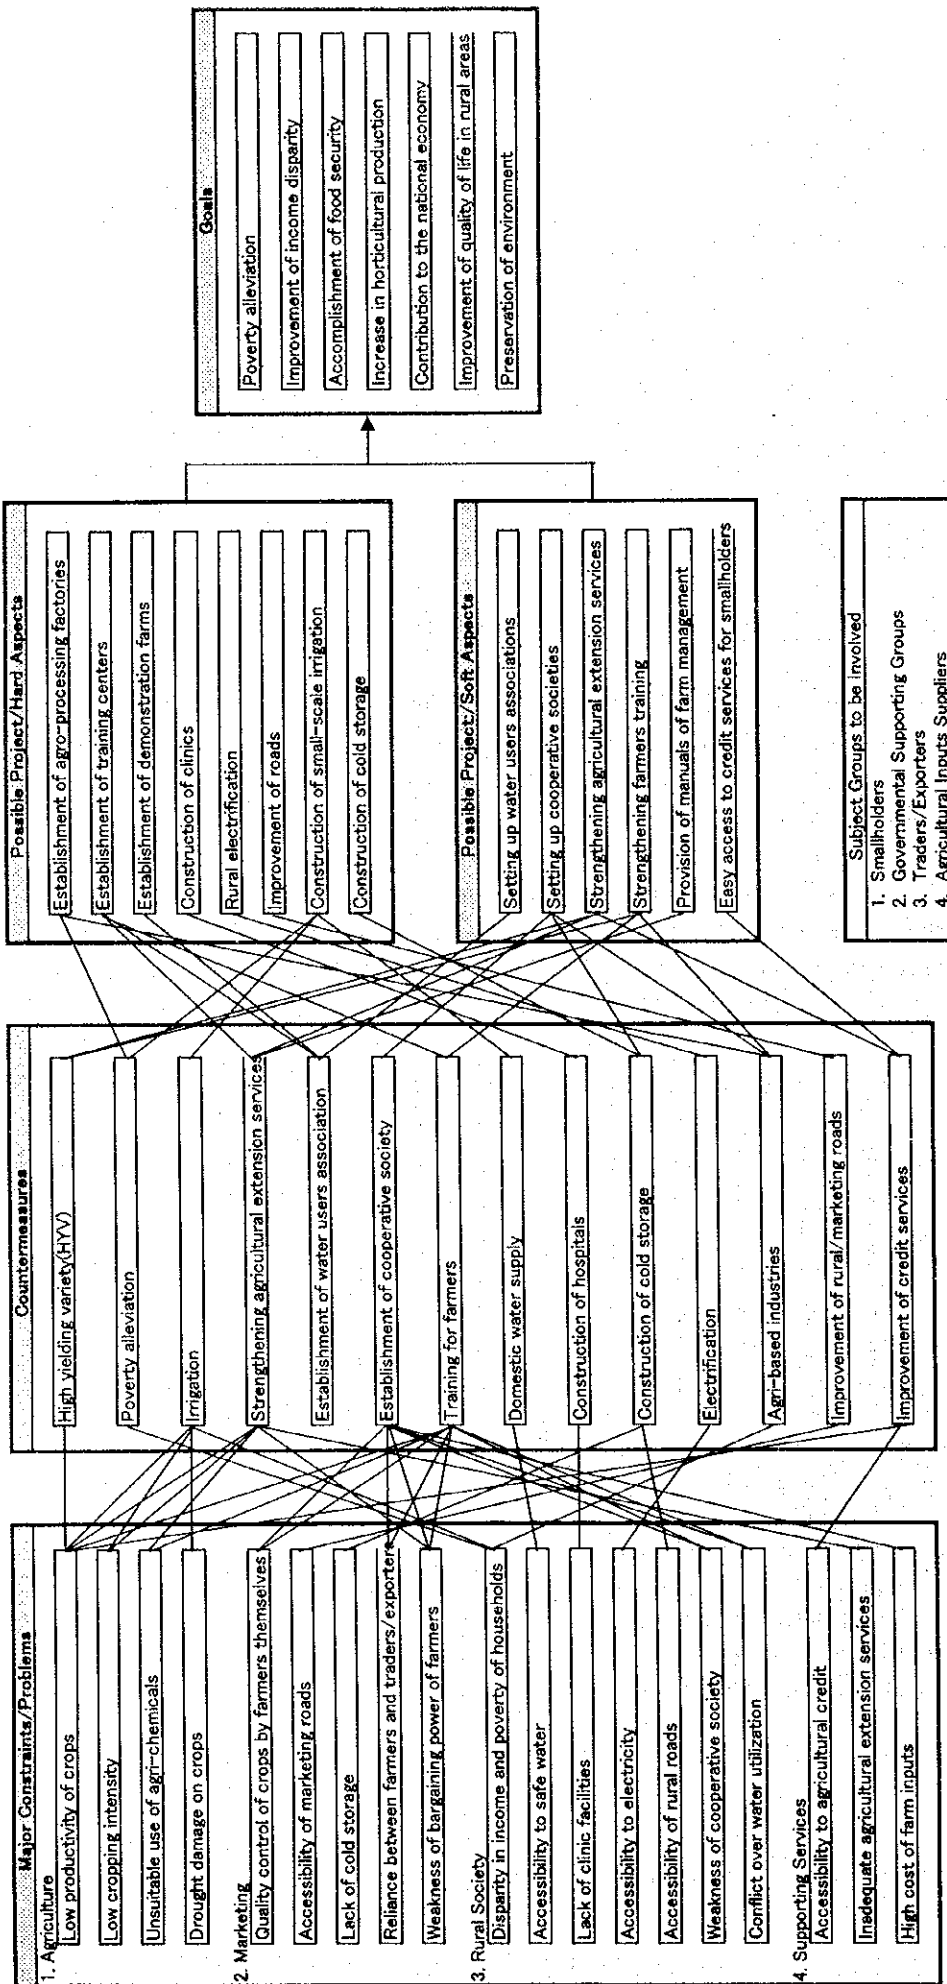 Major Constraints/Problems
1. Agriculture
Low productivity of crops
Low cropping intensity
Unsuitable use of agri-chemicals
Drought damage on crops
2. Marketing
Quality control of crops by farmers themselves
Accessibility of marketing roads
Lack of cold storage
Reliance between farmers and traders/exporters
Weakness of bargaining power of farmers
3. Rural Society
Disparity in income and poverty of households
Accessibility to safe water
Lack of clinic facilities
Accessibility to electricity
Accessibility of rural roads
Weakness of cooperative society
Conflict over water utilization
4. Supporting Services
Accessibility to agricultural credit
Inadequate agricultural extension services
High cost of farm inputs
Countermeasures
High yielding variety(HYV)
Poverty alleviation
Irrigation
Strengthening agricultural extension services
Establishment of water users association
Establishment of cooperative society
Training for farmers
Domestic water supply
Construction of hospitals
Construction of cold storage
Electrification
Agri-based industries
Improvement of rural/marketing roads
Improvement of credit services
Possible Project/Hard Aspects
Establishment of agro-processing factories
Establishment of training centers
Establishment of demonstration farms
Construction of clinics
Rural electrification
Improvement of roads
Construction of small-scale irrigation
Construction of cold storage
Possible Project/Soft Aspects
Setting up water users associations
Setting up cooperative societies
Strengthening agricultural extension services
Strengthening farmers training
Provision of manuals of farm management
Easy access to credit services for smallholders
Subject Groups to be involved
1. Smallholders
2. Governmental Supporting Groups
3. Traders/Exporters
4. Agricultural Inputs Suppliers
Goals
Poverty alleviation
Improvement of income disparity
Accomplishment of food security
Increase in horticultural production
Contribution to the national economy
Improvement of quality of life in rural areas
Preservation of environment